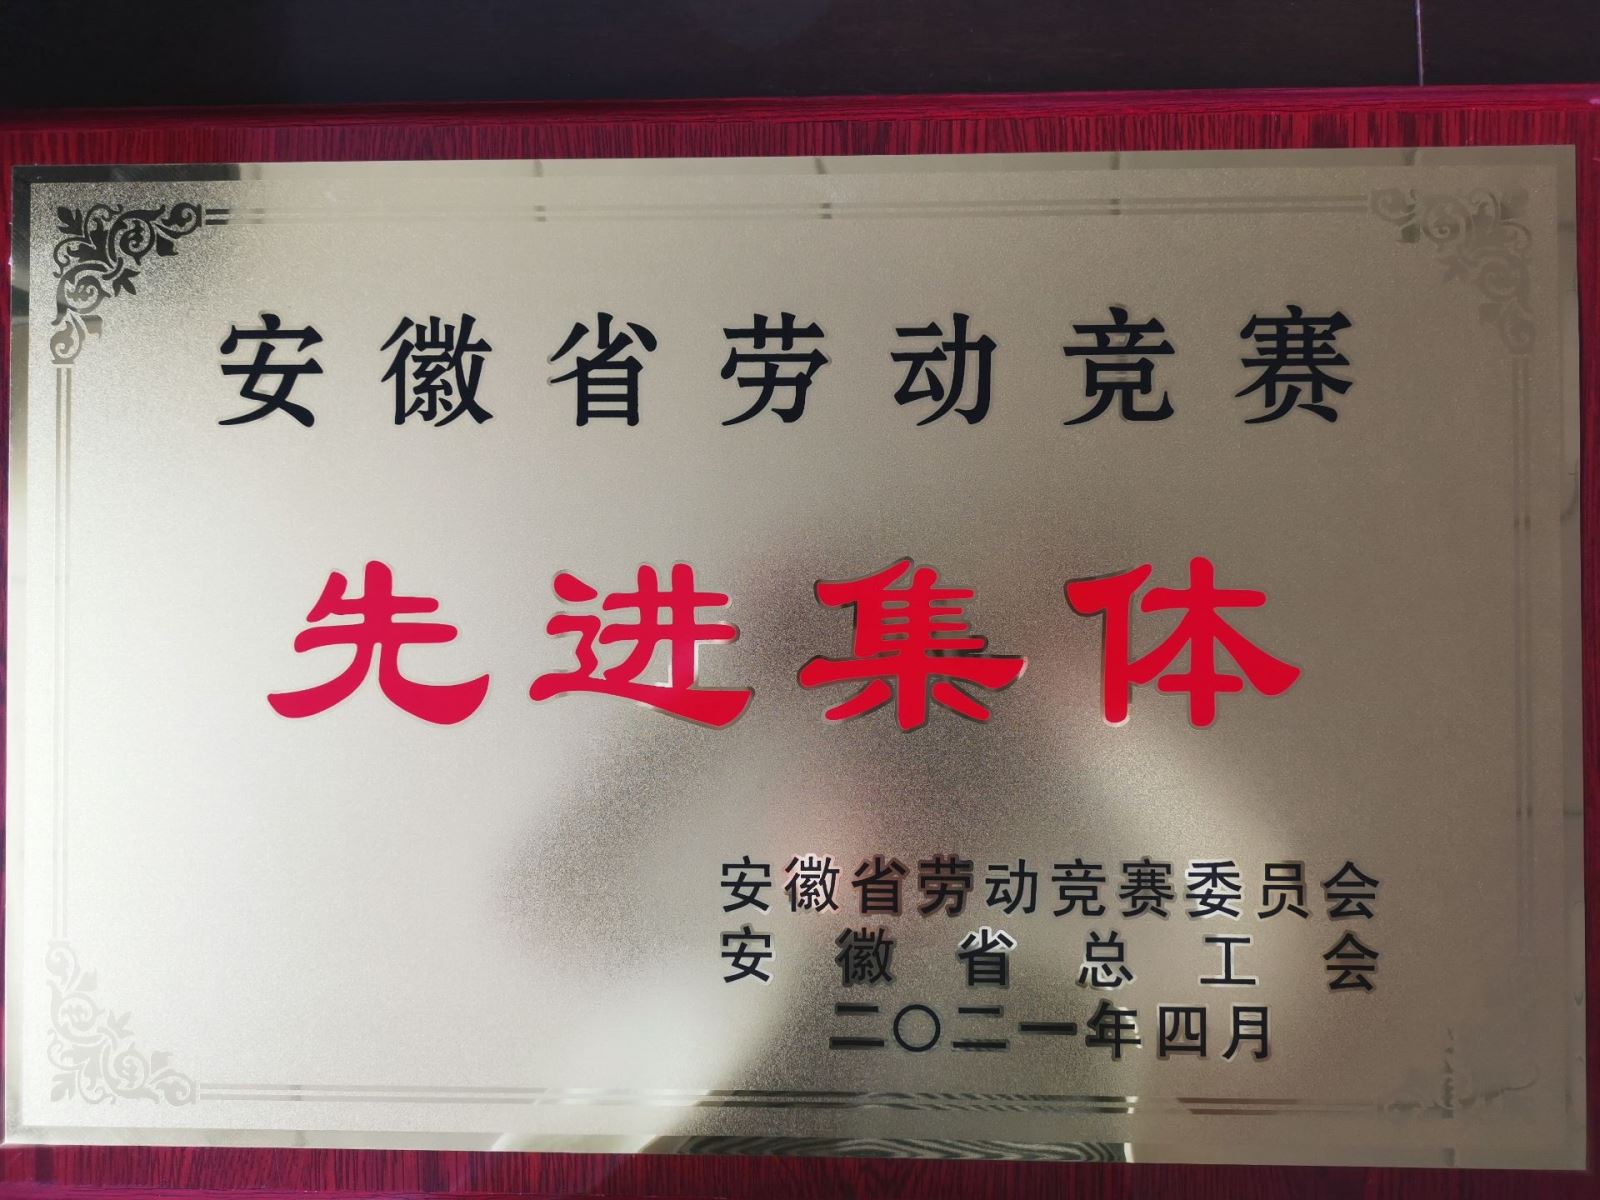 安徽省劳动竞赛
先进集体
安徽省劳动竞赛委员会
安徽省总工会
二〇二一年四月